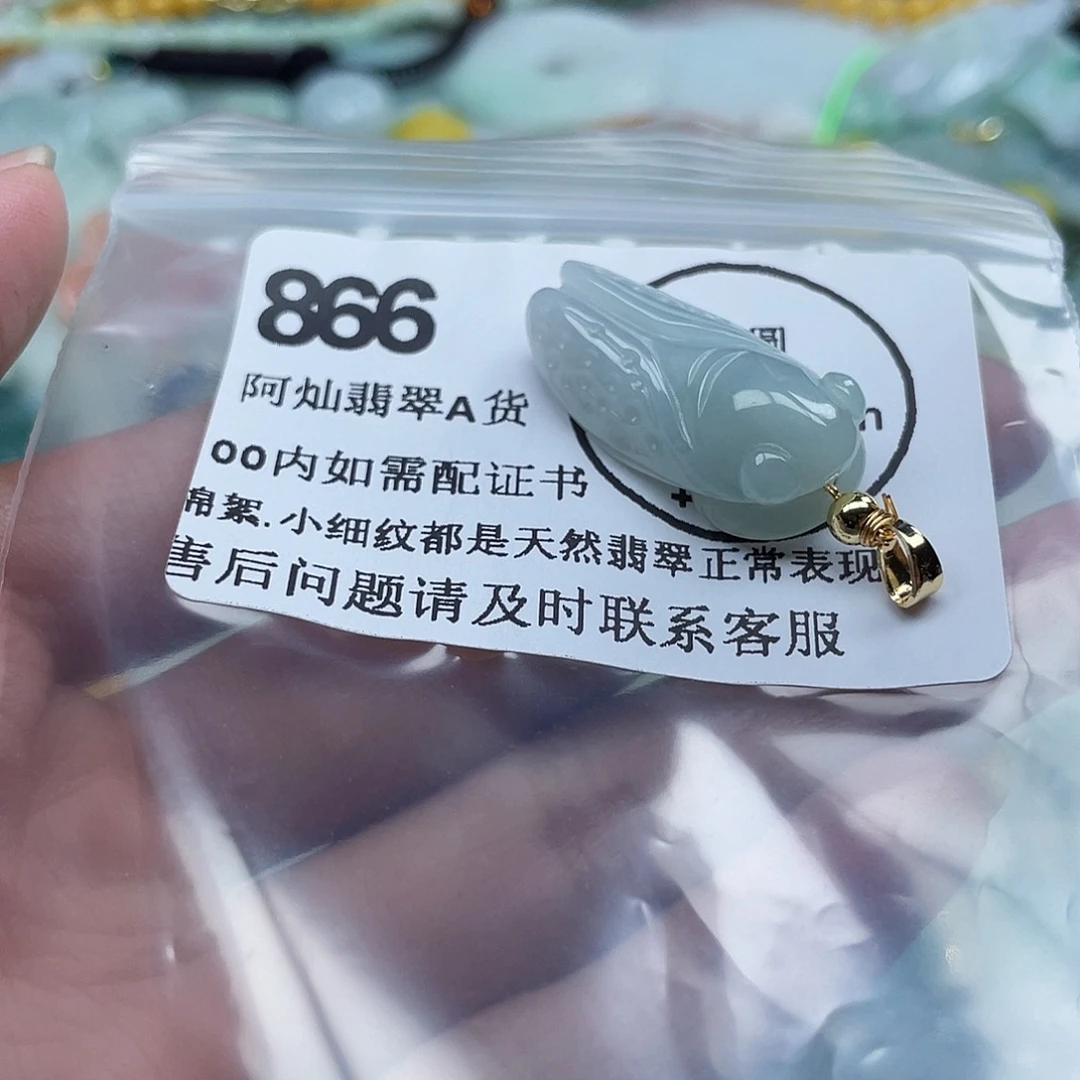 866
圆
阿灿翡翠A货
n
00内如需配证书
+
棉絮.小细纹都是天然翡翠正常表现
售后问题请及时联系客服